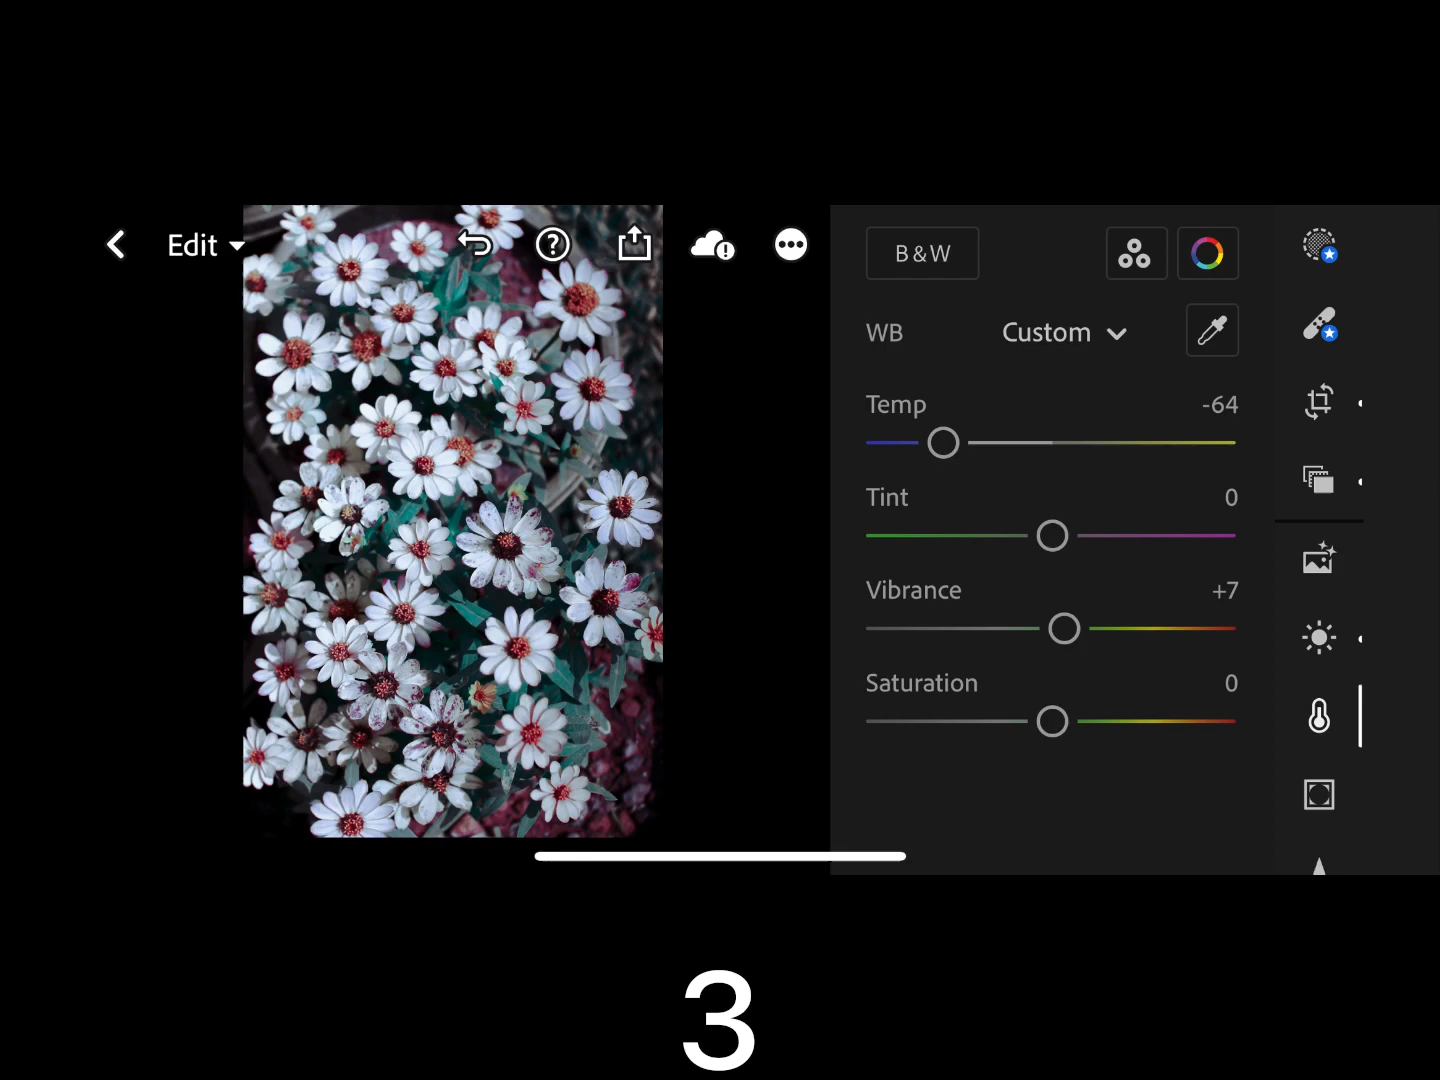 Edit
B&W
WB Custom
Temp -64
Tint 0
Vibrance +7
Saturation 0
3